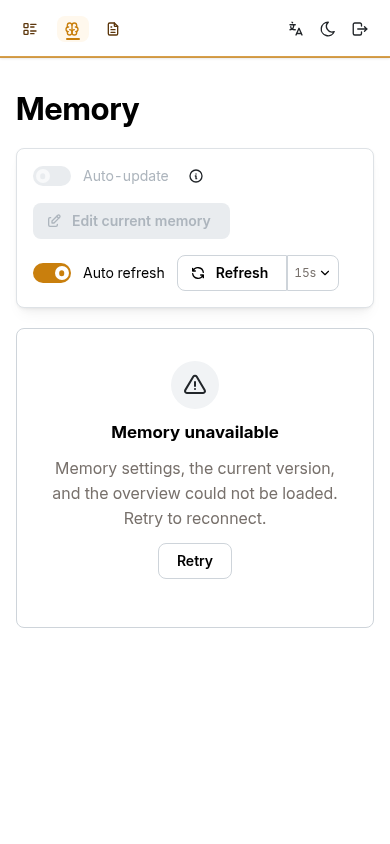 Memory
Auto-update
Edit current memory
Auto refresh
Refresh
15s
Memory unavailable
Memory settings, the current version,
and the overview could not be loaded.
Retry to reconnect.
Retry